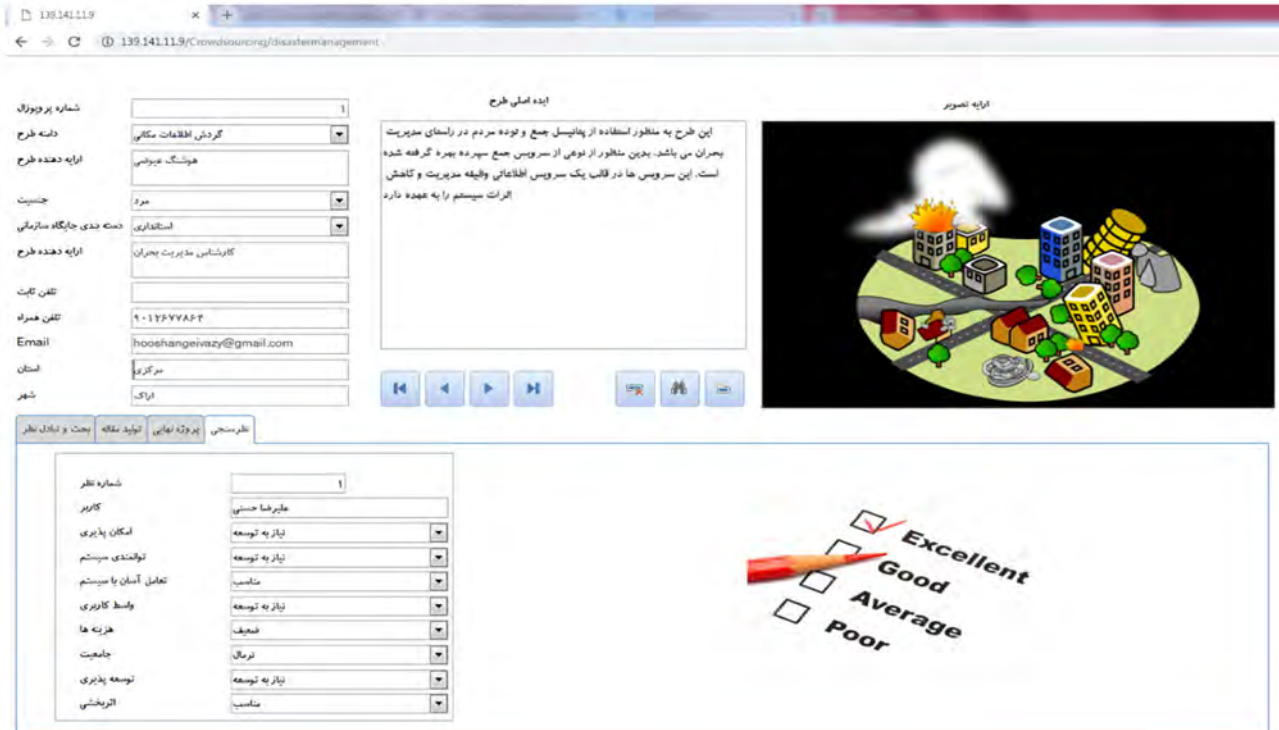 139.141.11.9
139.141.11.9/Crowdsourcing/disastermanagement
شماره پروپوزال
۱
دامنه طرح
گردش اطلاعات مکانی
ارایه دهنده طرح
هوشنگ عیوضی
جنسیت
مرد
دسته بندی جایگاه سازمانی
استانداری
ارایه دهنده طرح
کارشناس مدیریت بحران
تلفن ثابت
تلفن همراه
Email
hooshangeivazy@gmail.com
استان
مرکزی
شهر
اراک
ایده اصلی طرح
این طرح به منظور استفاده از پتانیسل جمع و توده مردم در راستای مدیریت
بحران می باشد. بدین منظور از نوعی از سرویس جمع سپرده بهره گرفته شده
است. این سرویس ها در قالب یک سرویس اطلاعاتی وظیفه مدیریت و کاهش
اثرات سیستم را به عهده دارد
ارایه تصویر
نظرسنجی
پروژه نهایی
تولید مقاله
بحث و تبادل نظر
شماره نظر
۱
کاربر
علیرضا حسنی
امکان پذیری
نیاز به توسعه
توانمندی سیستم
نیاز به توسعه
تعامل آسان با سیستم
مناسب
واسط کاربری
نیاز به توسعه
هزینه ها
ضعیف
جامعیت
نرمال
توسعه پذیری
نیاز به توسعه
اثربخشی
مناسب
Excellent
Good
Average
Poor